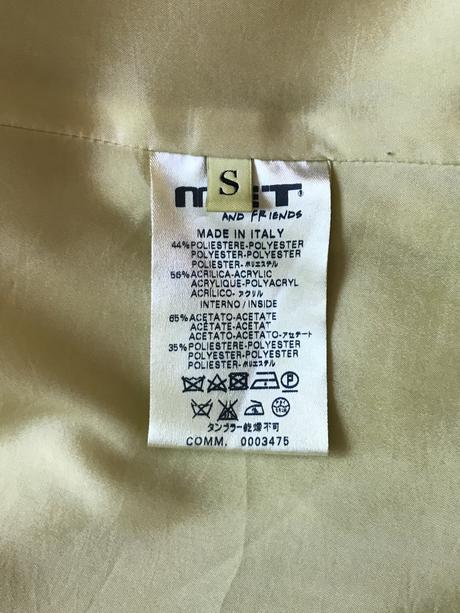 S
AND FRIENDS
MADE IN ITALY
44% POLIESTERE-POLYESTER
POLYESTER-POLYESTER
POLIESTER-ポリエステル
56% ACRILICA-ACRYLIC
ACRYLIQUE-POLYACRYL
ACRÍLICO-アクリル
INTERNO/INSIDE
65% ACETATO-ACETATE
ACÉTATE-ACETAT
ACETATO-ACETATO-アセテート
35% POLIESTERE-POLYESTER
POLYESTER-POLYESTER
POLIESTER-ポリエステル
P
タンブラー乾燥不可
COMM. 0003475